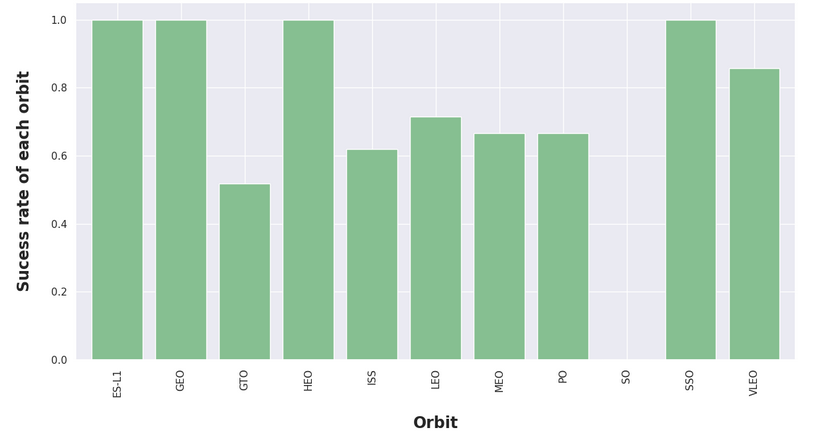 Sucess rate of each orbit
1.0
0.8
0.6
0.4
0.2
0.0
ES-L1
GEO
GTO
HEO
ISS
LEO
MEO
PO
SO
SSO
VLEO
Orbit